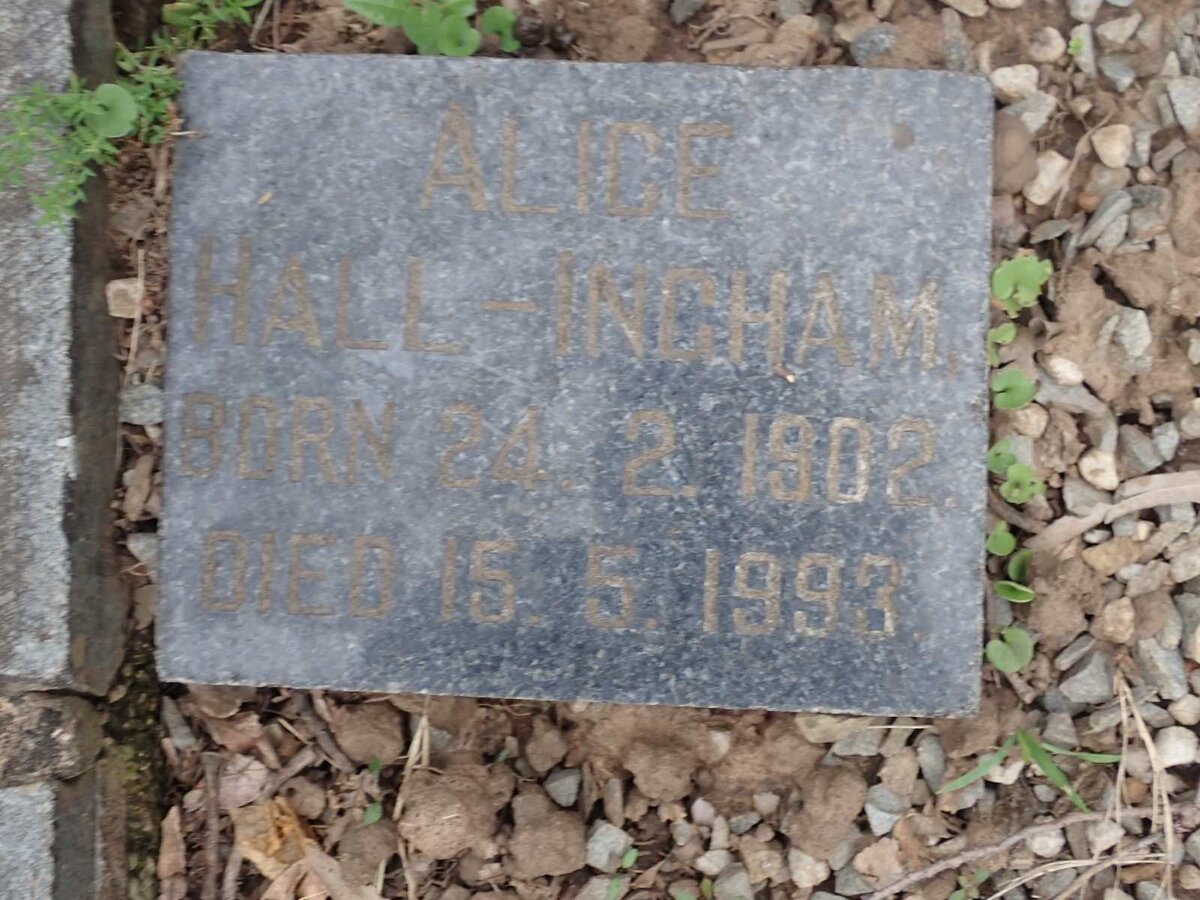 ALICE
HALL-INGHAM.
BORN 24. 2. 1902.
DIED 15. 5. 1993.